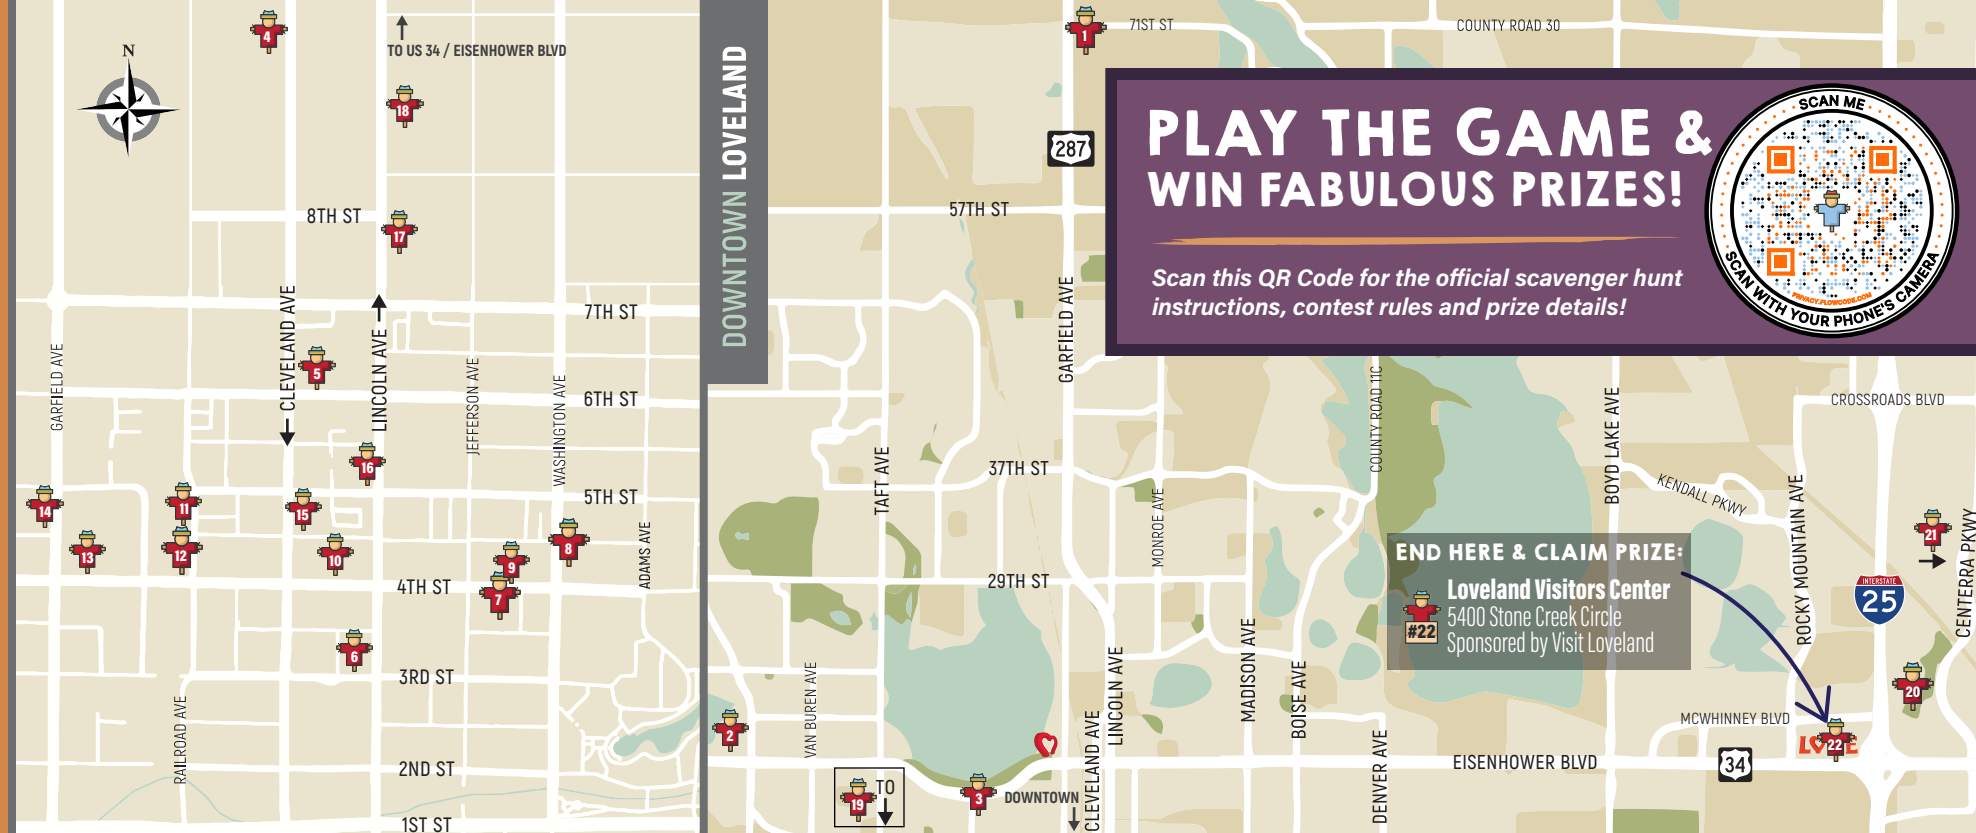 N
TO US 34 / EISENHOWER BLVD
4
18
8TH ST
17
CLEVELAND AVE
LINCOLN AVE
7TH ST
GARFIELD AVE
5
JEFFERSON AVE
WASHINGTON AVE
6TH ST
16
5TH ST
14
11
15
13
12
10
9
8
ADAMS AVE
4TH ST
7
6
3RD ST
RAILROAD AVE
2ND ST
1ST ST
DOWNTOWN LOVELAND
1
71ST ST
COUNTY ROAD 30
287
57TH ST
GARFIELD AVE
PLAY THE GAME &
WIN FABULOUS PRIZES!
Scan this QR Code for the official scavenger hunt
instructions, contest rules and prize details!
SCAN ME
PRIVACY.FLOWCODE.COM
SCAN WITH YOUR PHONE'S CAMERA
COUNTY ROAD 11C
BOYD LAKE AVE
CROSSROADS BLVD
TAFT AVE
37TH ST
MONROE AVE
KENDALL PKWY
ROCKY MOUNTAIN AVE
21
CENTERRA PKWY
29TH ST
END HERE & CLAIM PRIZE:
Loveland Visitors Center
5400 Stone Creek Circle
Sponsored by Visit Loveland
#22
INTERSTATE
25
2
VAN BUREN AVE
LINCOLN AVE
MADISON AVE
BOISE AVE
20
MCWHINNEY BLVD
LOVE
22
CLEVELAND AVE
DENVER AVE
EISENHOWER BLVD
34
19
TO
3
DOWNTOWN